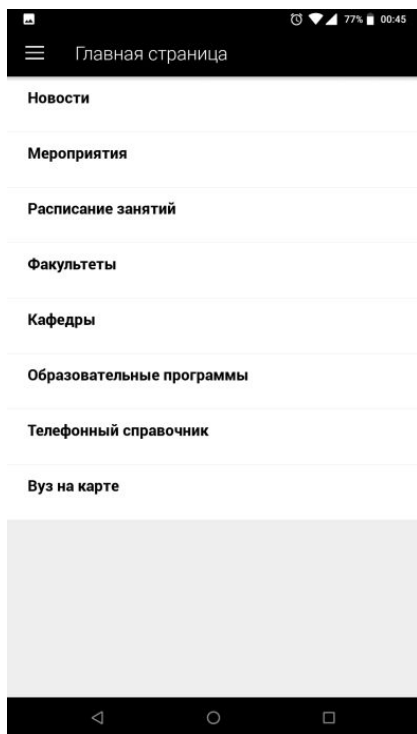 77% 00:45
Главная страница
Новости
Мероприятия
Расписание занятий
Факультеты
Кафедры
Образовательные программы
Телефонный справочник
Вуз на карте